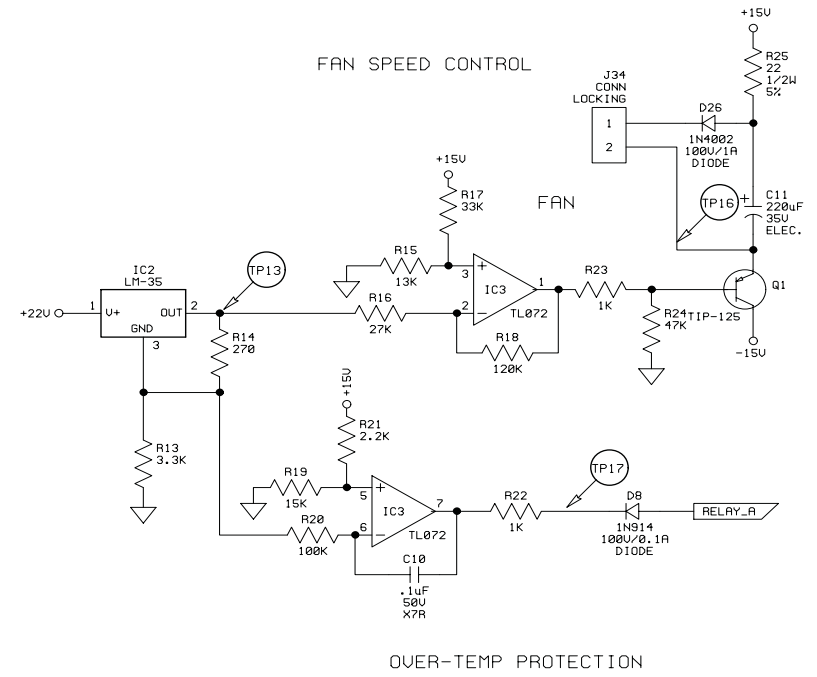 +15V
R25
22
1/2W
5%
FAN SPEED CONTROL
J34
CONN
LOCKING
1
2
D26
1N4002
100V/1A
DIODE
+15V
R17
33K
FAN
TP16
+
C11
220uF
35V
ELEC.
IC2
LM-35
TP13
R15
13K
3
+
IC3
1
TL072
R23
1K
Q1
+22V
1
V+
OUT
2
GND
3
R16
27K
2
−
R24
47K
TIP-125
R14
270
R18
120K
-15V
+15V
R21
2.2K
R13
3.3K
R19
15K
5
+
IC3
7
TL072
R22
1K
TP17
D8
1N914
100V/0.1A
DIODE
RELAY_A
R20
100K
6
−
C10
.1uF
50V
X7R
OVER-TEMP PROTECTION